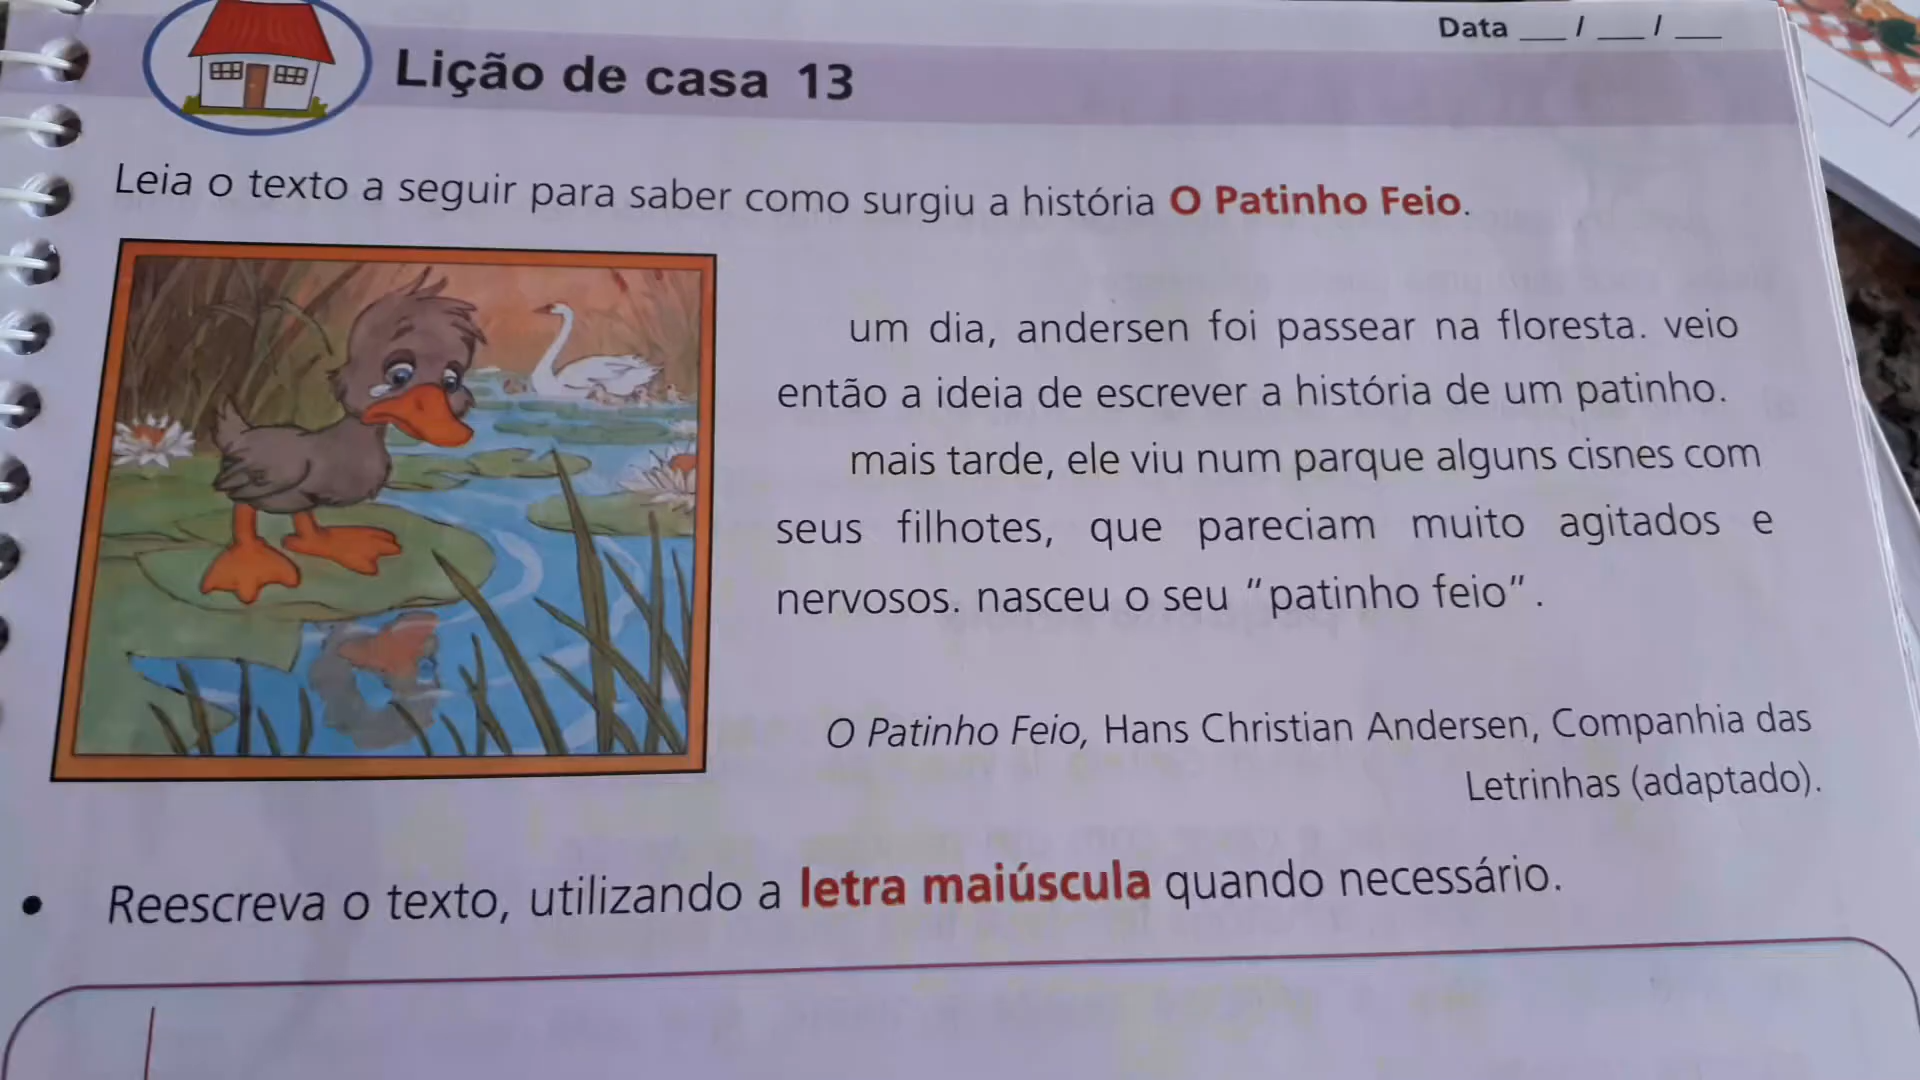 Data ___ / ___ / ___
Lição de casa 13
Leia o texto a seguir para saber como surgiu a história O Patinho Feio.
um dia, andersen foi passear na floresta. veio
então a ideia de escrever a história de um patinho.
mais tarde, ele viu num parque alguns cisnes com
seus filhotes, que pareciam muito agitados e
nervosos. nasceu o seu “patinho feio”.
O Patinho Feio, Hans Christian Andersen, Companhia das
Letrinhas (adaptado).
• Reescreva o texto, utilizando a letra maiúscula quando necessário.